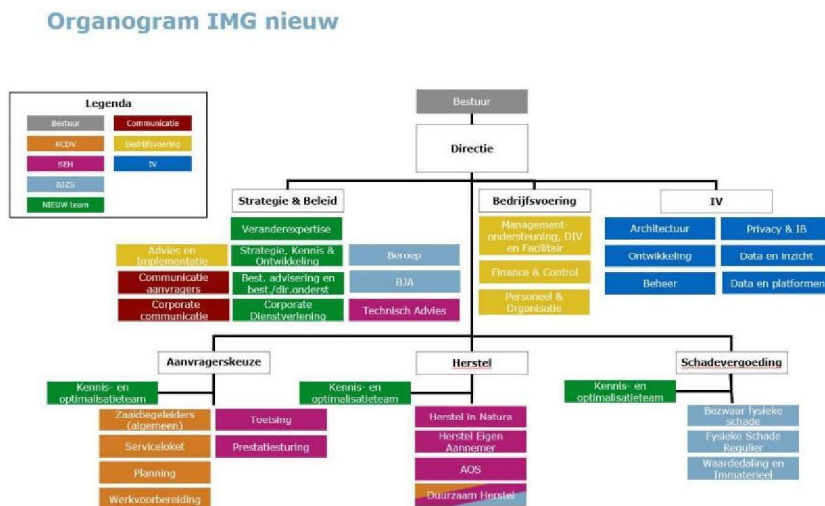 Organogram IMG nieuw
Legenda
Bestuur
Communicatie
KCDV
Bedrijfsvoering
SEH
IV
BJZS
NIEUW team
Bestuur
Directie
Strategie & Beleid
Bedrijfsvoering
IV
Veranderexpertise
Advies en
Implementatie
Strategie, Kennis &
Ontwikkeling
Beroep
Communicatie
aanvragers
Best. advisering en
best./dir.onderst
BJA
Corporate
communicatie
Corporate
Dienstverlening
Technisch Advies
Management-
ondersteuning, DIV
en Facilitair
Finance & Control
Personeel &
Organisatie
Architectuur
Privacy & IB
Ontwikkeling
Data en Inzicht
Beheer
Data en platformen
Aanvragerskeuze
Herstel
Schadevergoeding
Kennis- en
optimalisatieteam
Kennis- en
optimalisatieteam
Kennis- en
optimalisatieteam
Zaakbegeleiders
(algemeen)
Toetsing
Serviceloket
Prestatiesturing
Planning
Werkvoorbereiding
Herstel in Natura
Herstel Eigen
Aannemer
AOS
Duurzaam Herstel
Bezwaar fysieke
schade
Fysieke Schade
Regulier
Waardedaling en
Immaterieel